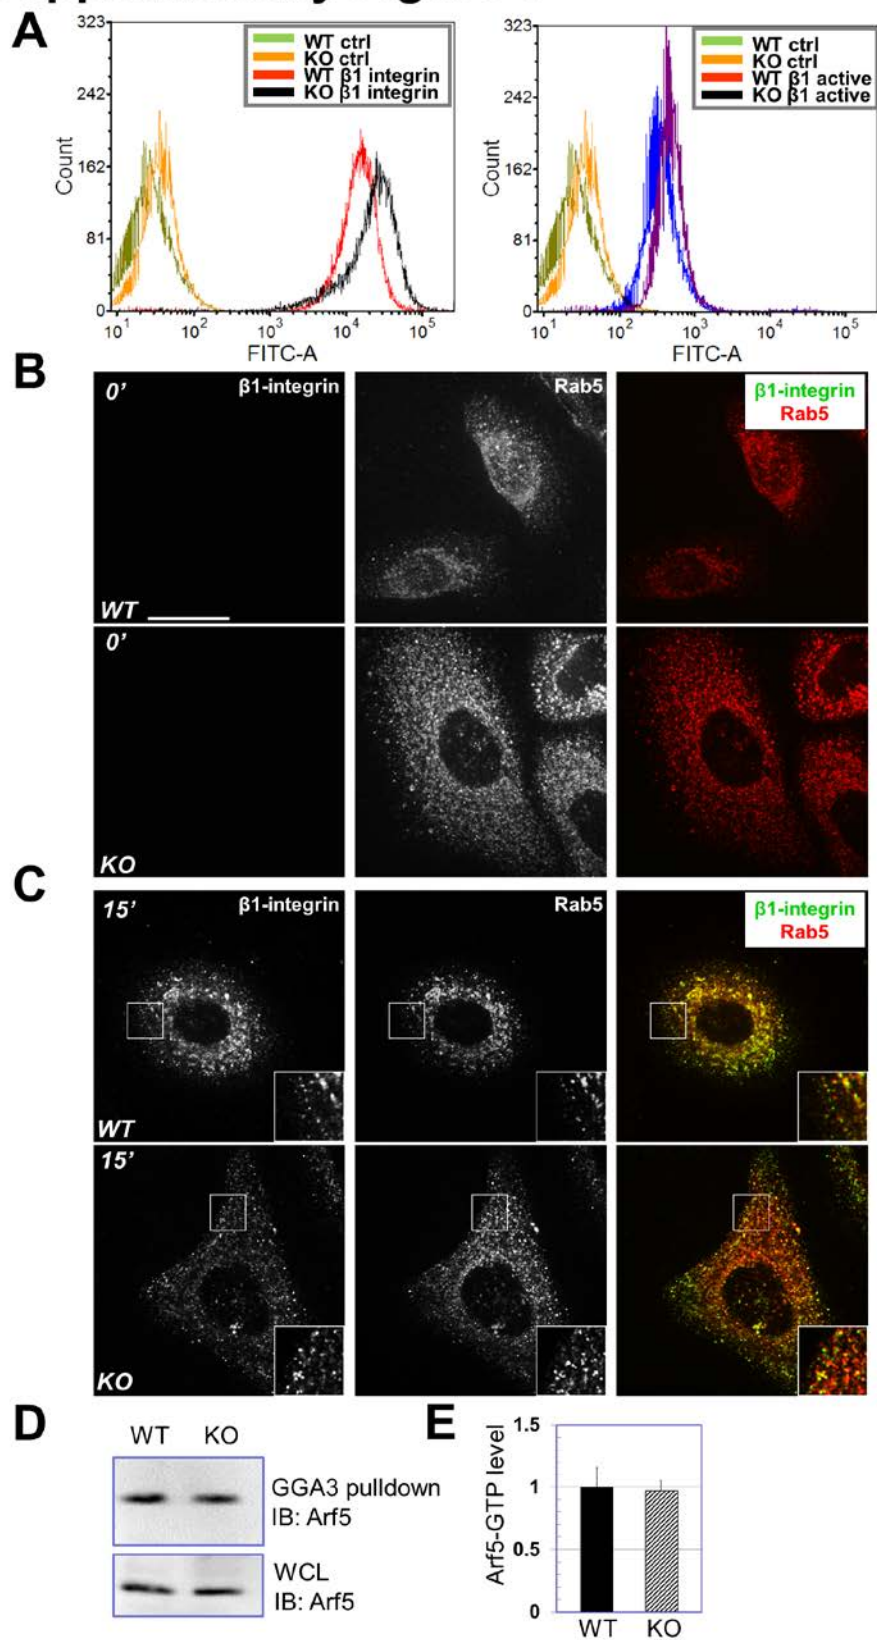 A
323
242
162
81
0
Count
WT ctrl
KO ctrl
WT β1 integrin
KO β1 integrin
10¹ 10² 10³ 10⁴ 10⁵
FITC-A
323
242
162
81
0
Count
WT ctrl
KO ctrl
WT β1 active
KO β1 active
10¹ 10² 10³ 10⁴ 10⁵
FITC-A
B
0’ β1-integrin
WT
Rab5
β1-integrin
Rab5
0’
KO
C
15’ β1-integrin
WT
Rab5
β1-integrin
Rab5
15’
KO
D
WT KO
GGA3 pulldown
IB: Arf5
WCL
IB: Arf5
E
Arf5-GTP level
1.5
1
0.5
0
WT KO